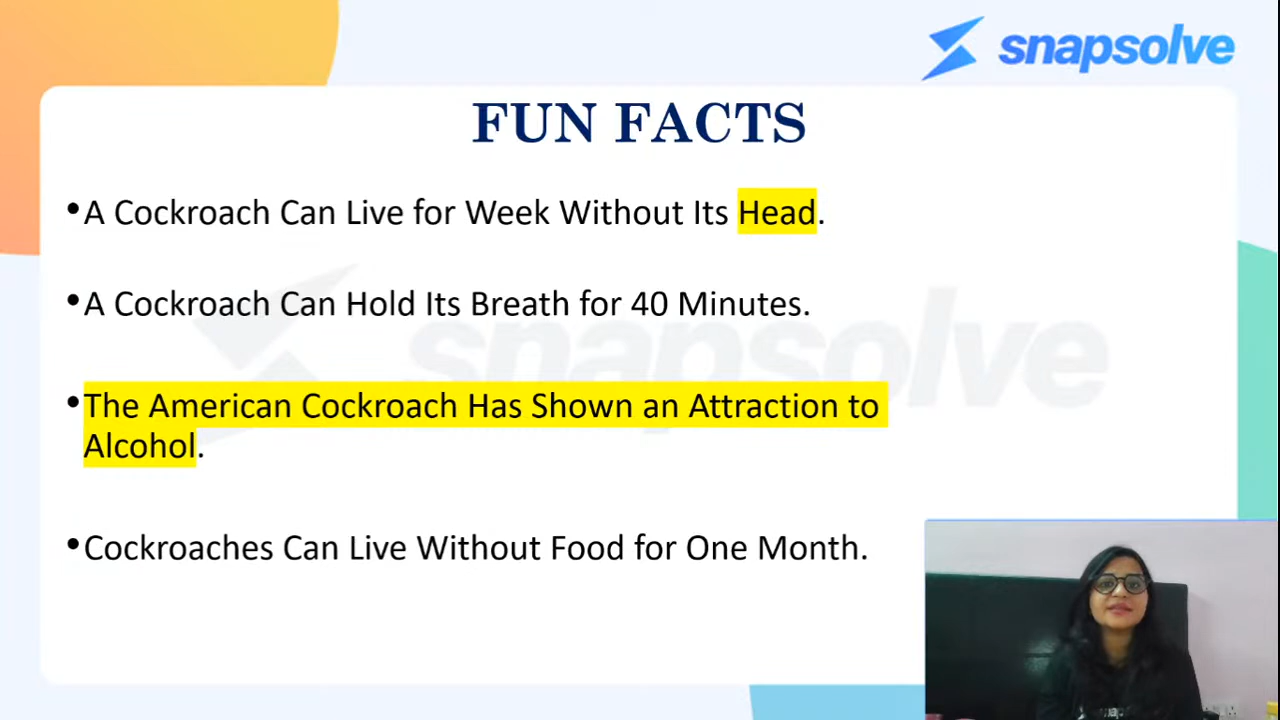 snapsolve
FUN FACTS
•A Cockroach Can Live for Week Without Its Head.
•A Cockroach Can Hold Its Breath for 40 Minutes.
snapsolve
•The American Cockroach Has Shown an Attraction to
Alcohol.
•Cockroaches Can Live Without Food for One Month.